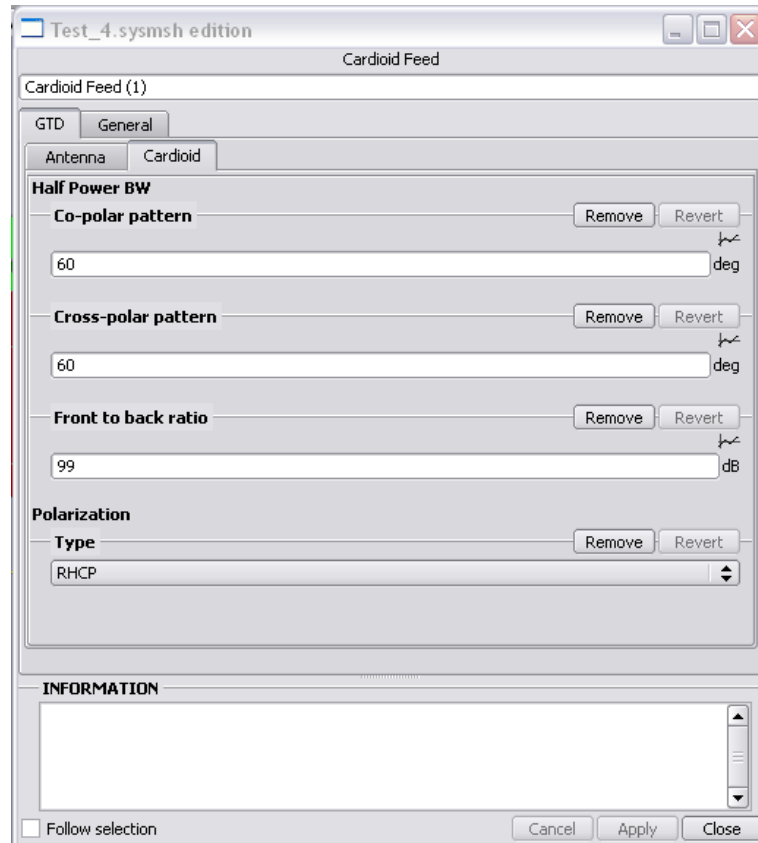 Test_4.sysmsh edition
Cardioid Feed
Cardioid Feed (1)
GTD General
Antenna Cardioid
Half Power BW
Co-polar pattern Remove Revert
60 deg
Cross-polar pattern Remove Revert
60 deg
Front to back ratio Remove Revert
99 dB
Polarization
Type Remove Revert
RHCP
INFORMATION
Follow selection Cancel Apply Close